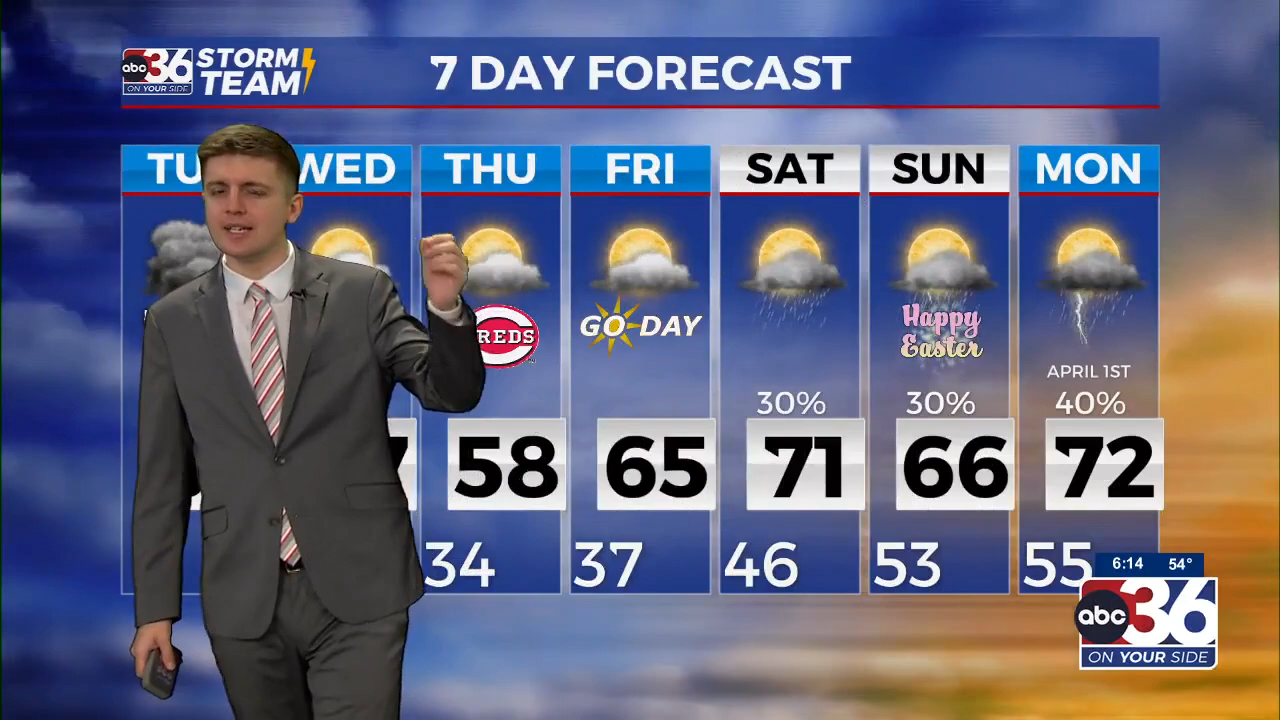 abc 36
ON YOUR SIDE
STORM
TEAM
7 DAY FORECAST
TU
WED
THU
FRI
SAT
SUN
MON
REDS
GO DAY
Happy
Easter
APRIL 1ST
30%
30%
40%
7
58
65
71
66
72
34
37
46
53
55
6:14 54°
abc 36
ON YOUR SIDE